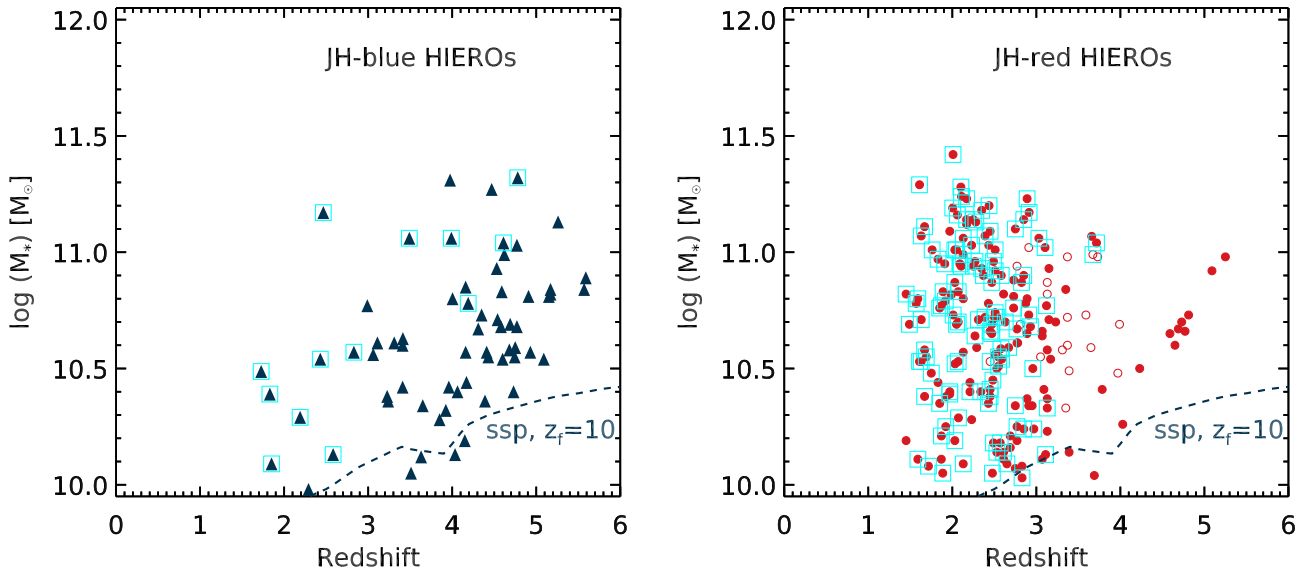 JH-blue HIEROs
12.0
11.5
11.0
10.5
10.0
log (M*) [M⊙]
ssp, zf=10
0 1 2 3 4 5 6
Redshift
JH-red HIEROs
12.0
11.5
11.0
10.5
10.0
log (M*) [M⊙]
ssp, zf=10
0 1 2 3 4 5 6
Redshift